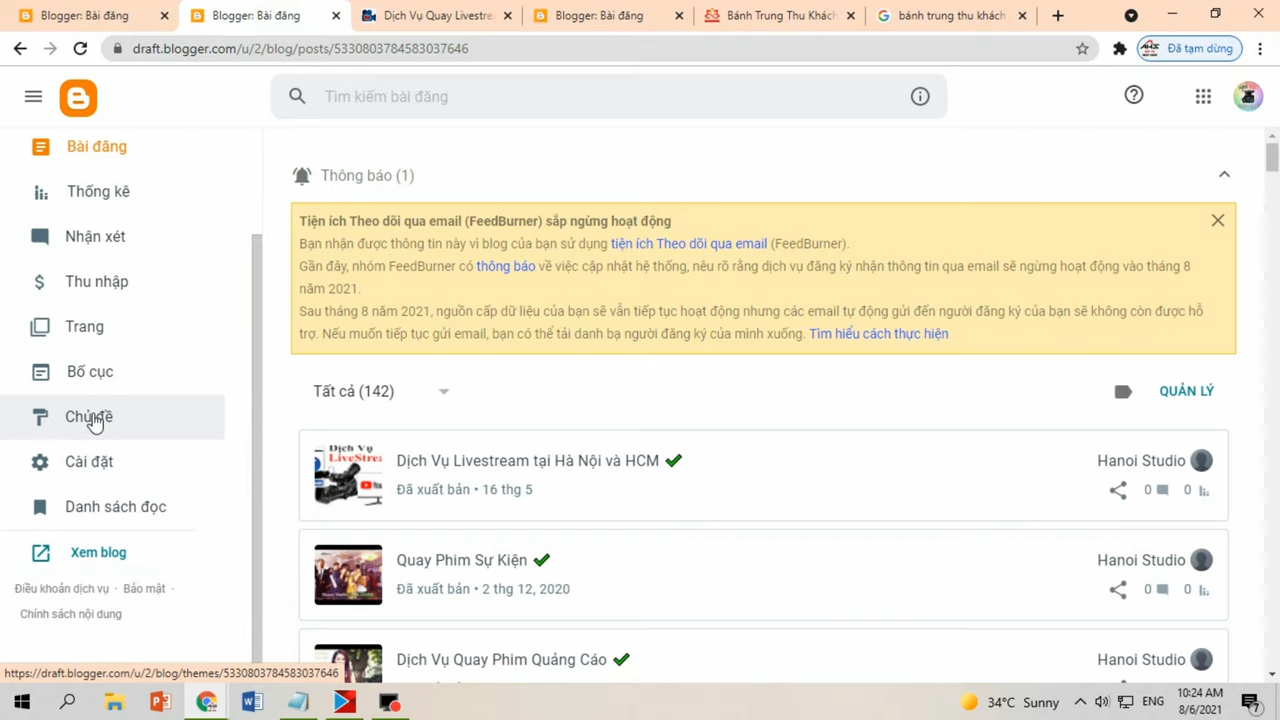 Blogger: Bài đăng
Blogger: Bài đăng
Dịch Vụ Quay Livestre
Blogger: Bài đăng
Bánh Trung Thu Khách
bánh trung thu khách
draft.blogger.com/u/2/blog/posts/5330803784583037646
Đã tạm dừng
Tìm kiếm bài đăng
Bài đăng
Thống kê
Nhận xét
Thu nhập
Trang
Bố cục
Chủ đề
Cài đặt
Danh sách đọc
Xem blog
Điều khoản dịch vụ · Bảo mật ·
Chính sách nội dung
Thông báo (1)
Tiện ích Theo dõi qua email (FeedBurner) sắp ngừng hoạt động
Bạn nhận được thông tin này vì blog của bạn sử dụng tiện ích Theo dõi qua email (FeedBurner).
Gần đây, nhóm FeedBurner có thông báo về việc cập nhật hệ thống, nêu rõ rằng dịch vụ đăng ký nhận thông tin qua email sẽ ngừng hoạt động vào tháng 8
năm 2021.
Sau tháng 8 năm 2021, nguồn cấp dữ liệu của bạn sẽ vẫn tiếp tục hoạt động nhưng các email tự động gửi đến người đăng ký của bạn sẽ không còn được hỗ
trợ. Nếu muốn tiếp tục gửi email, bạn có thể tải danh bạ người đăng ký của mình xuống. Tìm hiểu cách thực hiện
Tất cả (142)
QUẢN LÝ
Dịch Vụ
LiveStrea
Dịch Vụ Livestream tại Hà Nội và HCM
Hanoi Studio
Đã xuất bản • 16 thg 5
0 0
Quay Phim Sự Kiện
Hanoi Studio
Đã xuất bản • 2 thg 12, 2020
0 0
Dịch Vụ Quay Phim Quảng Cáo
Hanoi Studio
https://draft.blogger.com/u/2/blog/themes/5330803784583037646
34°C Sunny
ENG
10:24 AM
8/6/2021
7